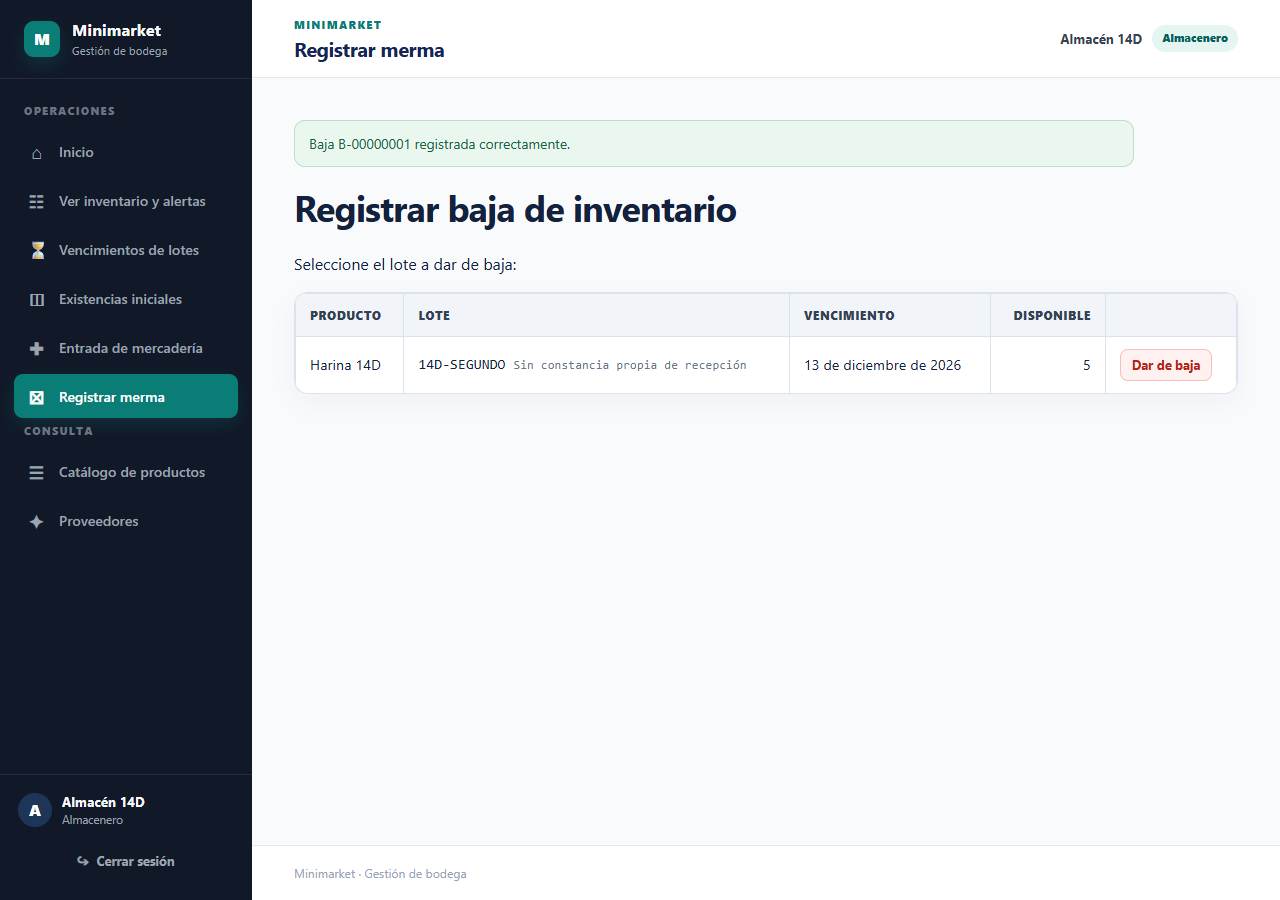 M
Minimarket
Gestión de bodega
OPERACIONES
Inicio
Ver inventario y alertas
Vencimientos de lotes
Existencias iniciales
Entrada de mercadería
Registrar merma
CONSULTA
Catálogo de productos
Proveedores
A
Almacén 14D
Almacenero
Cerrar sesión
MINIMARKET
Registrar merma
Almacén 14D Almacenero
Baja B-00000001 registrada correctamente.
Registrar baja de inventario
Seleccione el lote a dar de baja:
PRODUCTO LOTE VENCIMIENTO DISPONIBLE
Harina 14D 14D-SEGUNDO Sin constancia propia de recepción 13 de diciembre de 2026 5 Dar de baja
Minimarket · Gestión de bodega